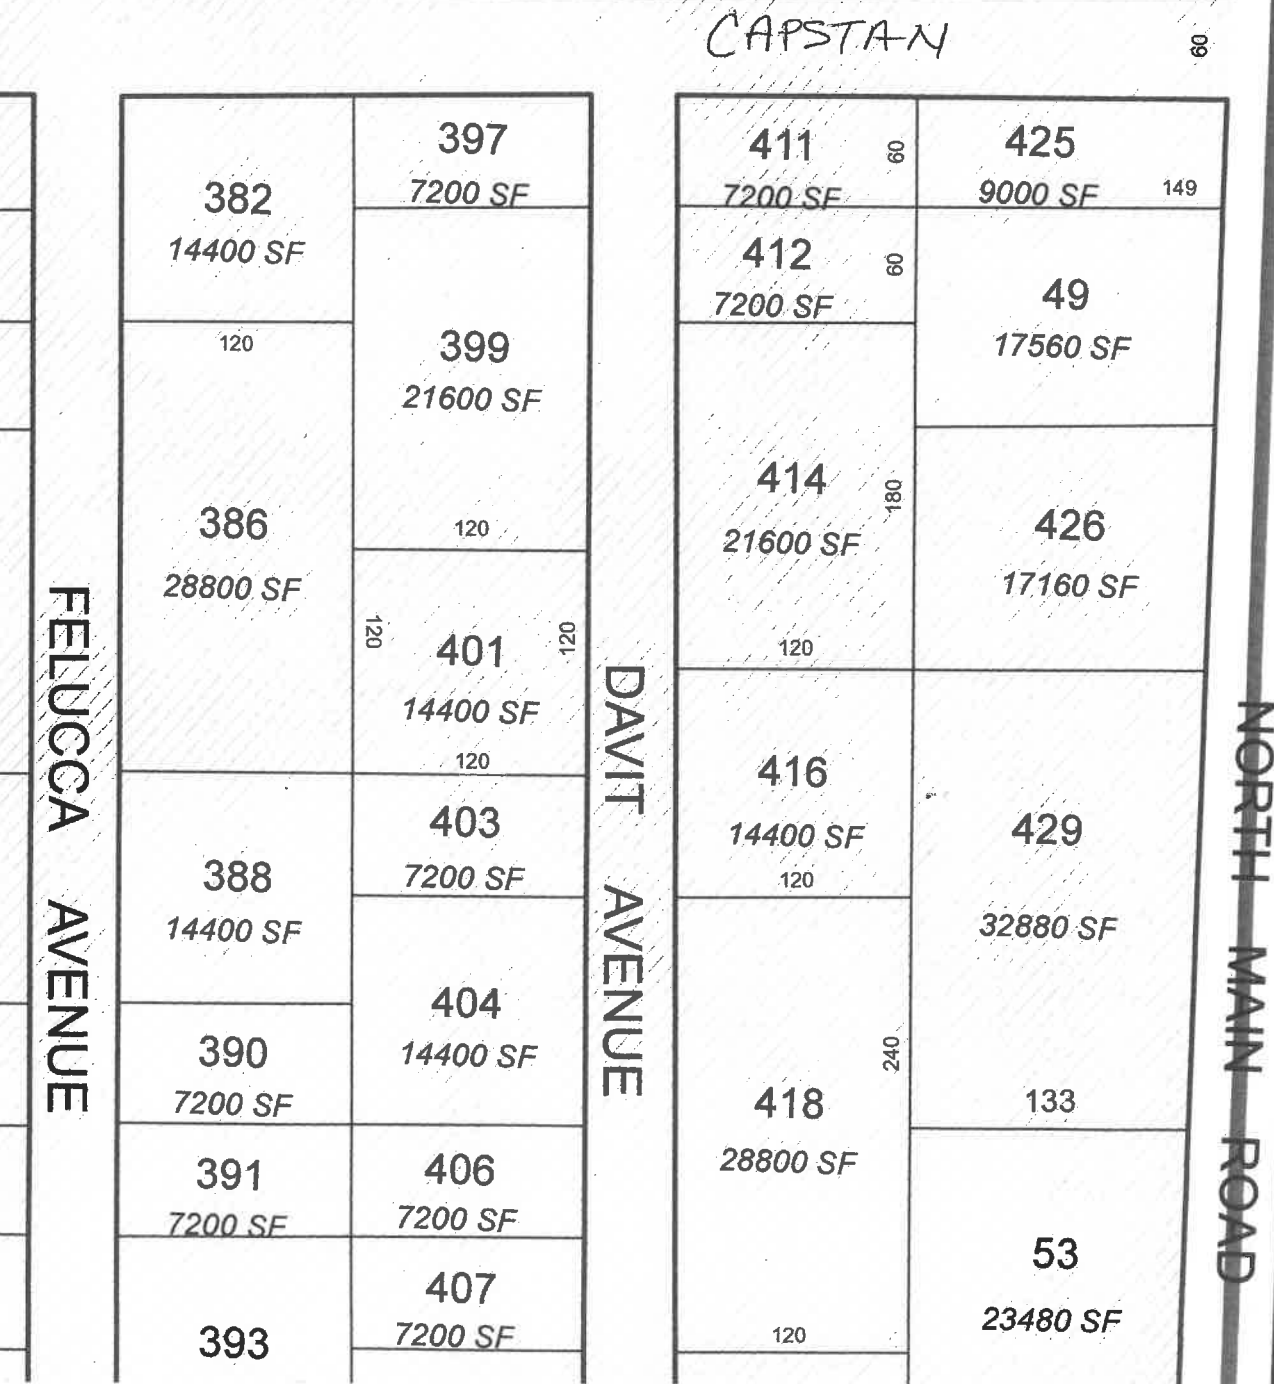 CAPSTAN
60
382
14400 SF
120
386
28800 SF
388
14400 SF
390
7200 SF
391
7200 SF
393
397
7200 SF
399
21600 SF
120
120
401
120
14400 SF
120
403
7200 SF
404
14400 SF
406
7200 SF
407
7200 SF
411
60
7200 SF
412
60
7200 SF
414
180
21600 SF
120
416
14400 SF
120
240
418
28800 SF
120
425
9000 SF
149
49
17560 SF
426
17160 SF
429
32880 SF
133
53
23480 SF
FELUCCA AVENUE
DAVIT AVENUE
NORTH MAIN ROAD